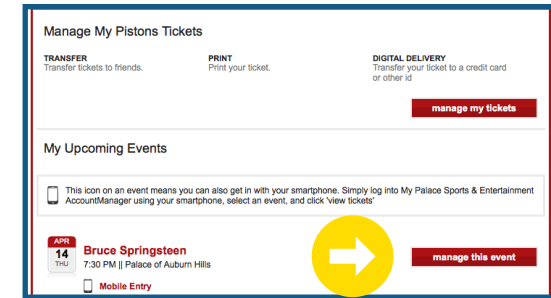 Manage My Pistons Tickets
TRANSFER
Transfer tickets to friends.
PRINT
Print your ticket.
DIGITAL DELIVERY
Transfer your ticket to a credit card
or other id
manage my tickets
My Upcoming Events
This icon on an event means you can also get in with your smartphone. Simply log into My Palace Sports & Entertainment
AccountManager using your smartphone, select an event, and click 'view tickets'
APR
14
THU
Bruce Springsteen
7:30 PM || Palace of Auburn Hills
Mobile Entry
manage this event